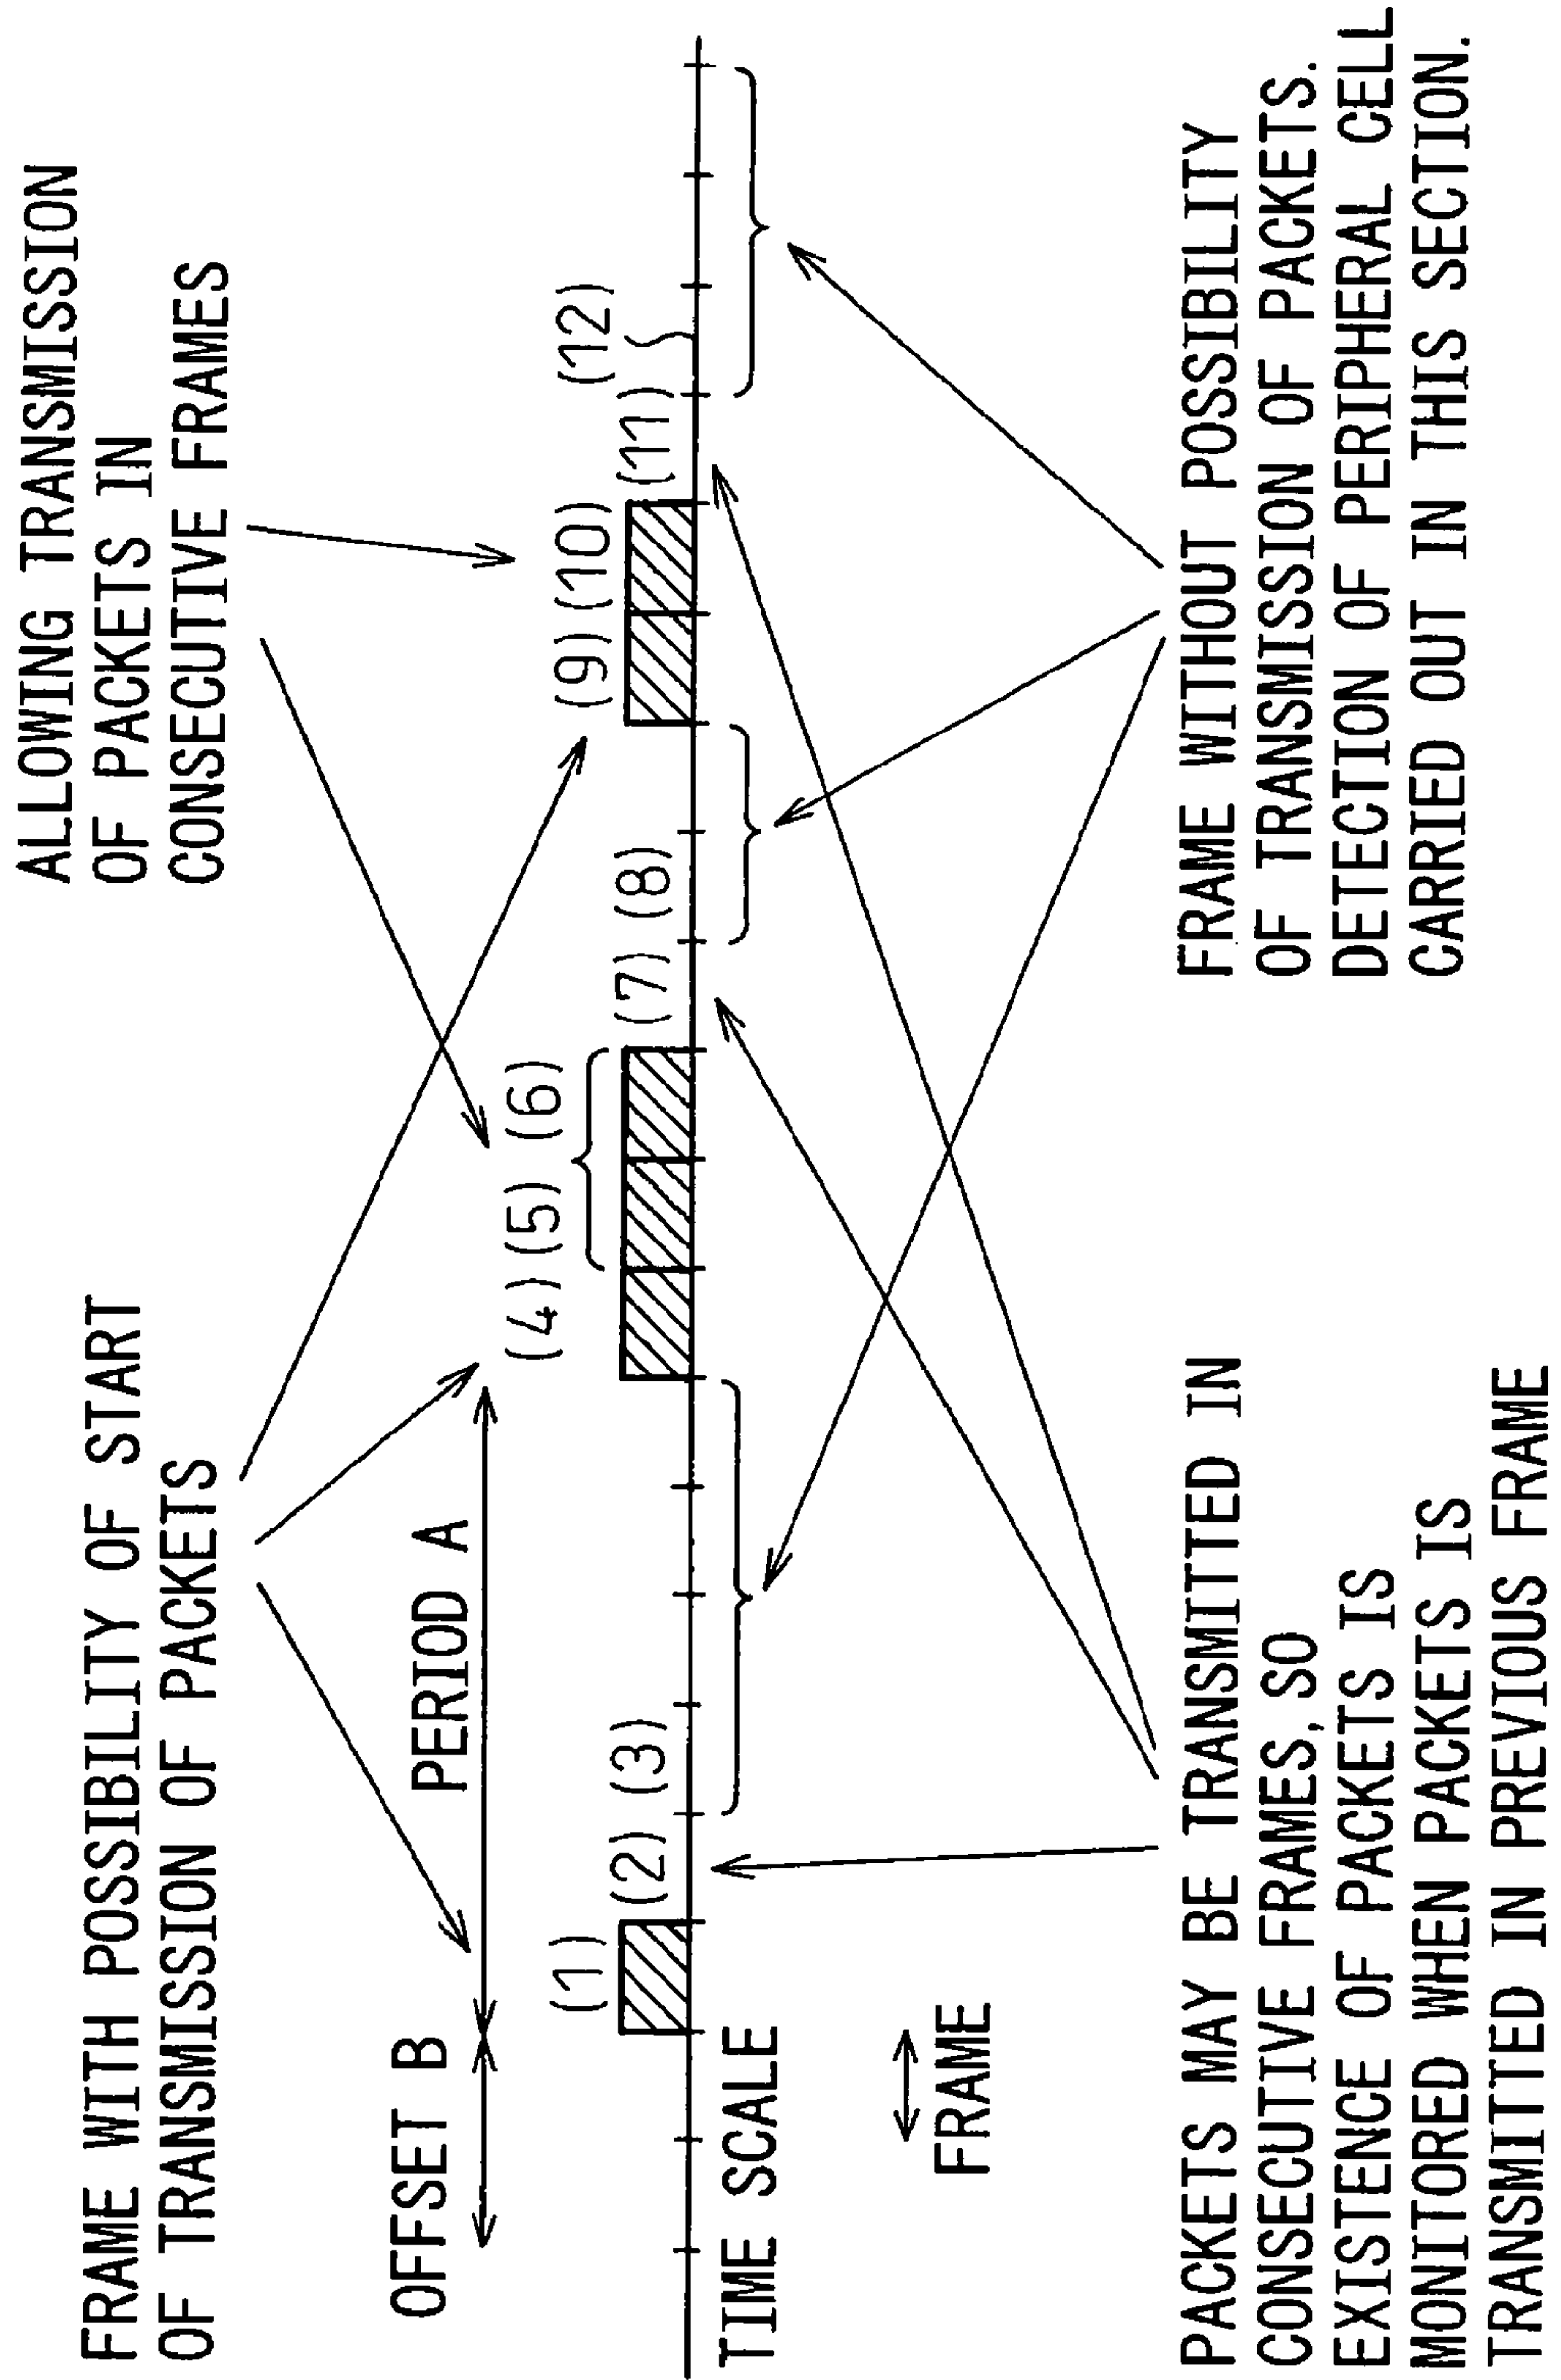 FRAME WITH POSSIBILITY OF START
OF TRANSMISSION OF PACKETS
ALLOWING TRANSMISSION
OF PACKETS IN
CONSECUTIVE FRAMES
OFFSET B
PERIOD A
(1)
(2) (3)
(4) (5) (6)
(7) (8)
(9) (10)
(11)
(12)
TIME SCALE
FRAME
PACKETS MAY BE TRANSMITTED IN
CONSECUTIVE FRAMES, SO
EXISTENCE OF PACKETS IS
MONITORED WHEN PACKETS IS
TRANSMITTED IN PREVIOUS FRAME
FRAME WITHOUT POSSIBILITY
OF TRANSMISSION OF PACKETS.
DETECTION OF PERIPHERAL CELL
CARRIED OUT IN THIS SECTION.